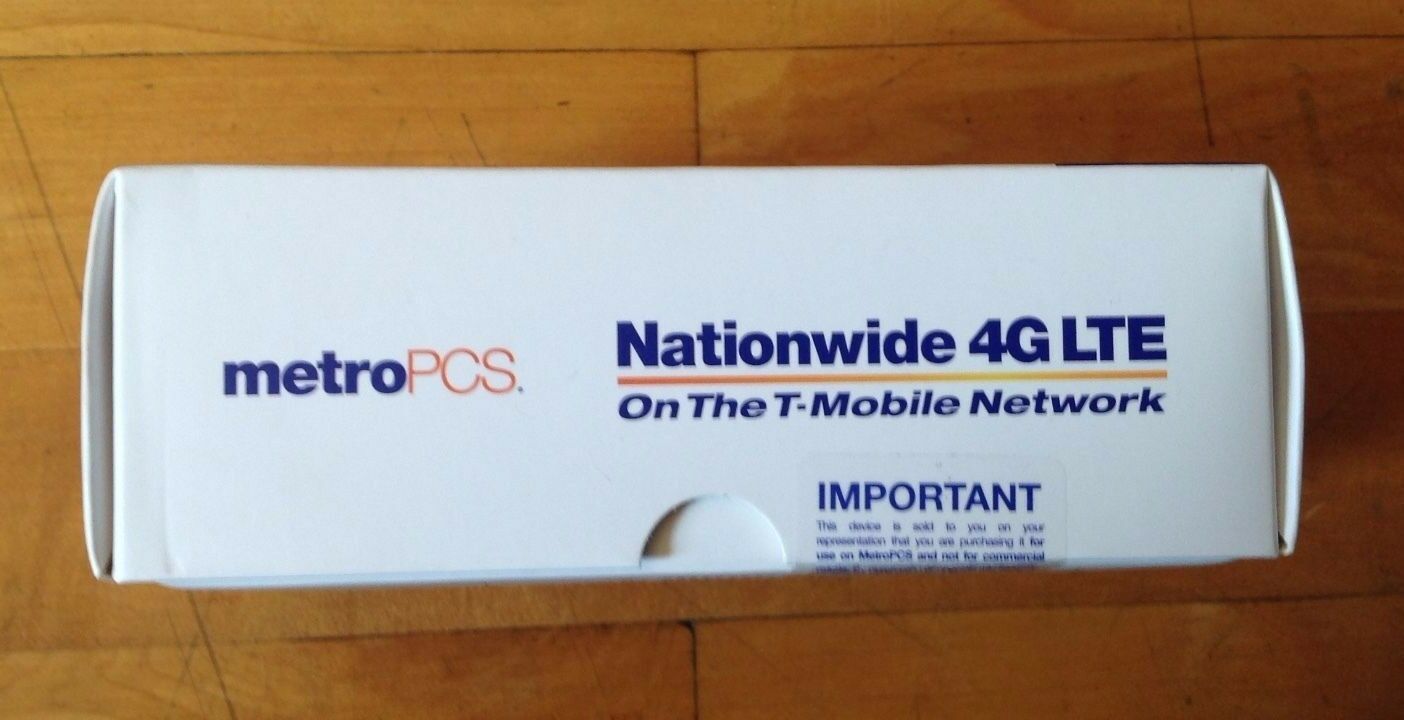 metroPCS.
Nationwide 4G LTE
On The T-Mobile Network
IMPORTANT
This device is sold to you on your
representation that you are purchasing it for
use on MetroPCS and not for commercial